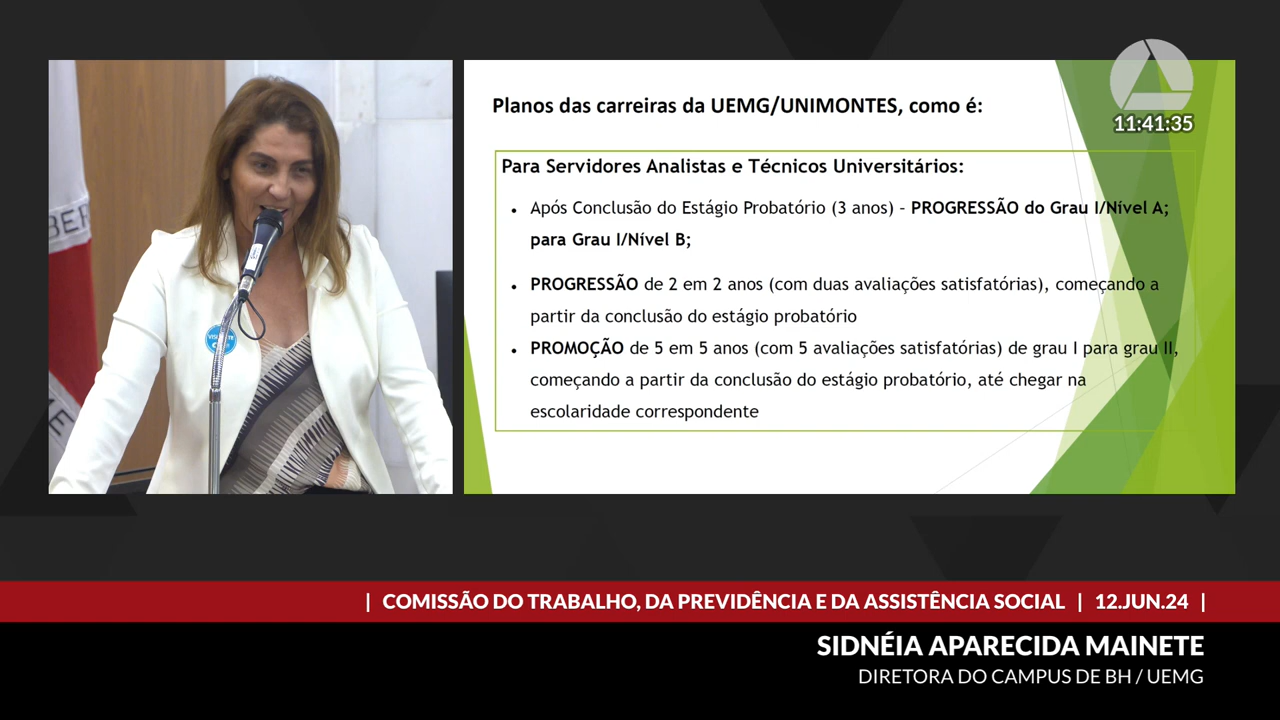 BER
VISITANTE
Planos das carreiras da UEMG/UNIMONTES, como é:
11:41:35
Para Servidores Analistas e Técnicos Universitários:
• Após Conclusão do Estágio Probatório (3 anos) – PROGRESSÃO do Grau I/Nível A;
para Grau I/Nível B;
• PROGRESSÃO de 2 em 2 anos (com duas avaliações satisfatórias), começando a
partir da conclusão do estágio probatório
• PROMOÇÃO de 5 em 5 anos (com 5 avaliações satisfatórias) de grau I para grau II,
começando a partir da conclusão do estágio probatório, até chegar na
escolaridade correspondente
| COMISSÃO DO TRABALHO, DA PREVIDÊNCIA E DA ASSISTÊNCIA SOCIAL | 12.JUN.24 |
SIDNÉIA APARECIDA MAINETE
DIRETORA DO CAMPUS DE BH / UEMG